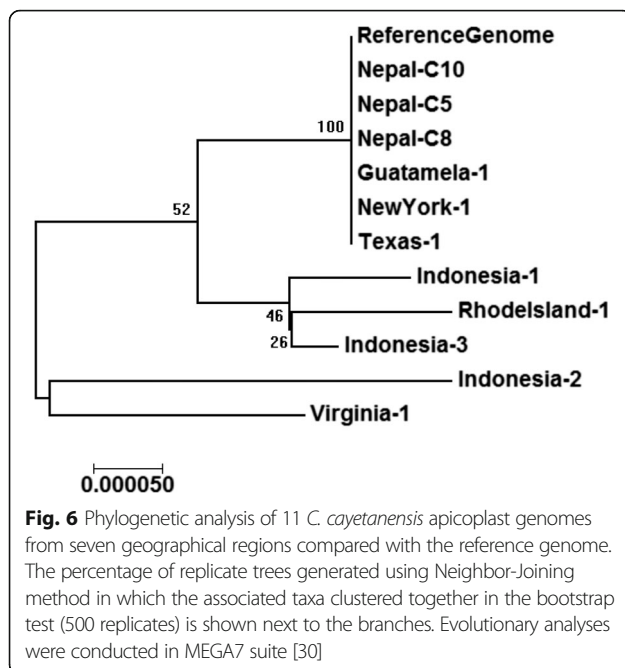 ReferenceGenome
Nepal-C10
Nepal-C5
Nepal-C8
100
Guatamela-1
NewYork-1
52
Texas-1
Indonesia-1
RhodeIsland-1
46
26
Indonesia-3
Indonesia-2
Virginia-1
0.000050
Fig. 6 Phylogenetic analysis of 11 C. cayetanensis apicoplast genomes
from seven geographical regions compared with the reference genome.
The percentage of replicate trees generated using Neighbor-Joining
method in which the associated taxa clustered together in the bootstrap
test (500 replicates) is shown next to the branches. Evolutionary analyses
were conducted in MEGA7 suite [30]